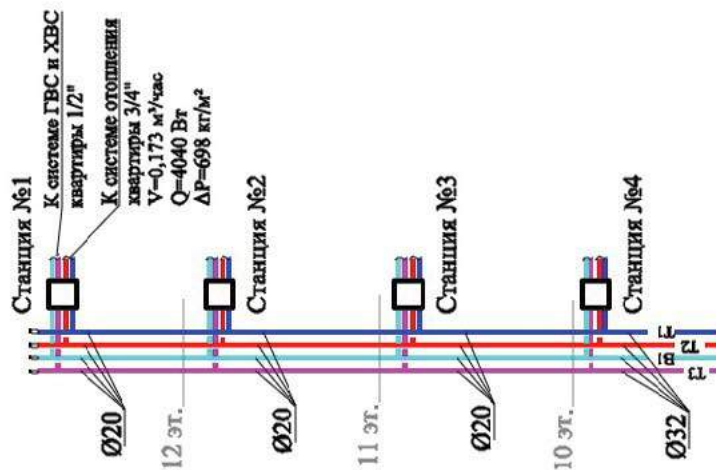 Станция №1
К системе ГВС и ХВС
квартиры 1/2"
К системе отопления
квартиры 3/4"
V=0,173 м³/час
Q=4040 Вт
ΔP=698 кг/м²
Ø20
12 эт.
Станция №2
Ø20
11 эт.
Станция №3
Ø20
10 эт.
Станция №4
Ø32
Т1
Т2
В1
Т3